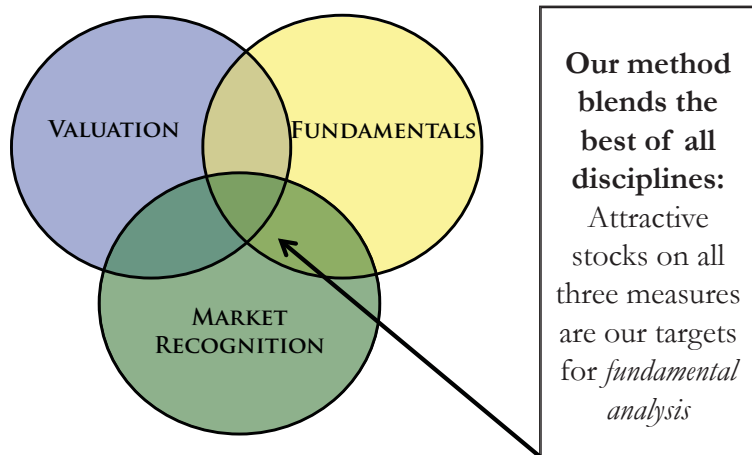 VALUATION
FUNDAMENTALS
MARKET
RECOGNITION
Our method
blends the
best of all
disciplines:
Attractive
stocks on all
three measures
are our targets
for fundamental
analysis